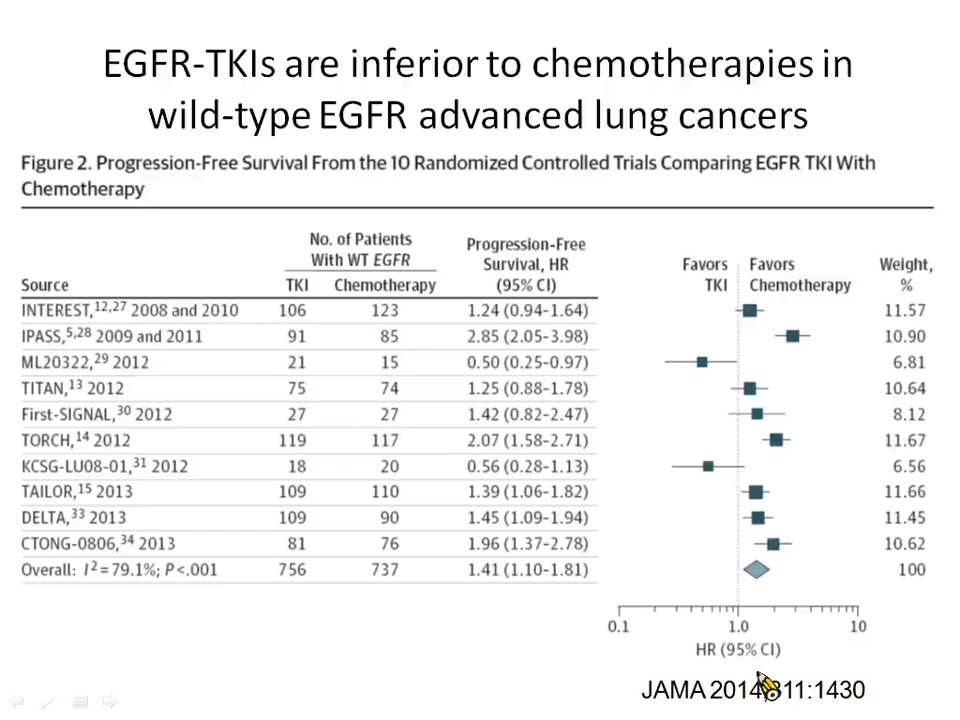 EGFR-TKIs are inferior to chemotherapies in
wild-type EGFR advanced lung cancers
Figure 2. Progression-Free Survival From the 10 Randomized Controlled Trials Comparing EGFR TKI With
Chemotherapy
No. of Patients
With WT EGFR
Progression-Free
Survival, HR
(95% CI)
Favors
TKI
Favors
Chemotherapy
Weight,
%
Source TKI Chemotherapy
INTEREST,12,27 2008 and 2010 106 123 1.24 (0.94-1.64) 11.57
IPASS,5,28 2009 and 2011 91 85 2.85 (2.05-3.98) 10.90
ML20322,29 2012 21 15 0.50 (0.25-0.97) 6.81
TITAN,13 2012 75 74 1.25 (0.88-1.78) 10.64
First-SIGNAL,30 2012 27 27 1.42 (0.82-2.47) 8.12
TORCH,14 2012 119 117 2.07 (1.58-2.71) 11.67
KCSG-LU08-01,31 2012 18 20 0.56 (0.28-1.13) 6.56
TAILOR,15 2013 109 110 1.39 (1.06-1.82) 11.66
DELTA,33 2013 109 90 1.45 (1.09-1.94) 11.45
CTONG-0806,34 2013 81 76 1.96 (1.37-2.78) 10.62
Overall: I2=79.1%; P<.001 756 737 1.41 (1.10-1.81) 100
0.1 1.0 10
HR (95% CI)
JAMA 2014 11:1430